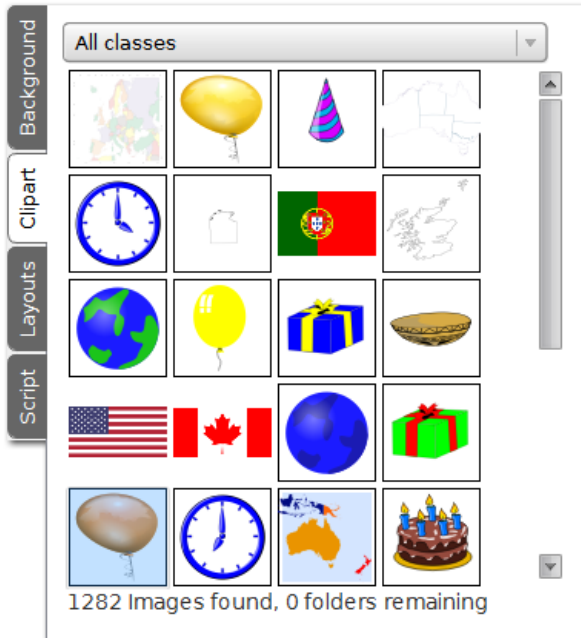 Background
Clipart
Layouts
Script
All classes
1282 Images found, 0 folders remaining